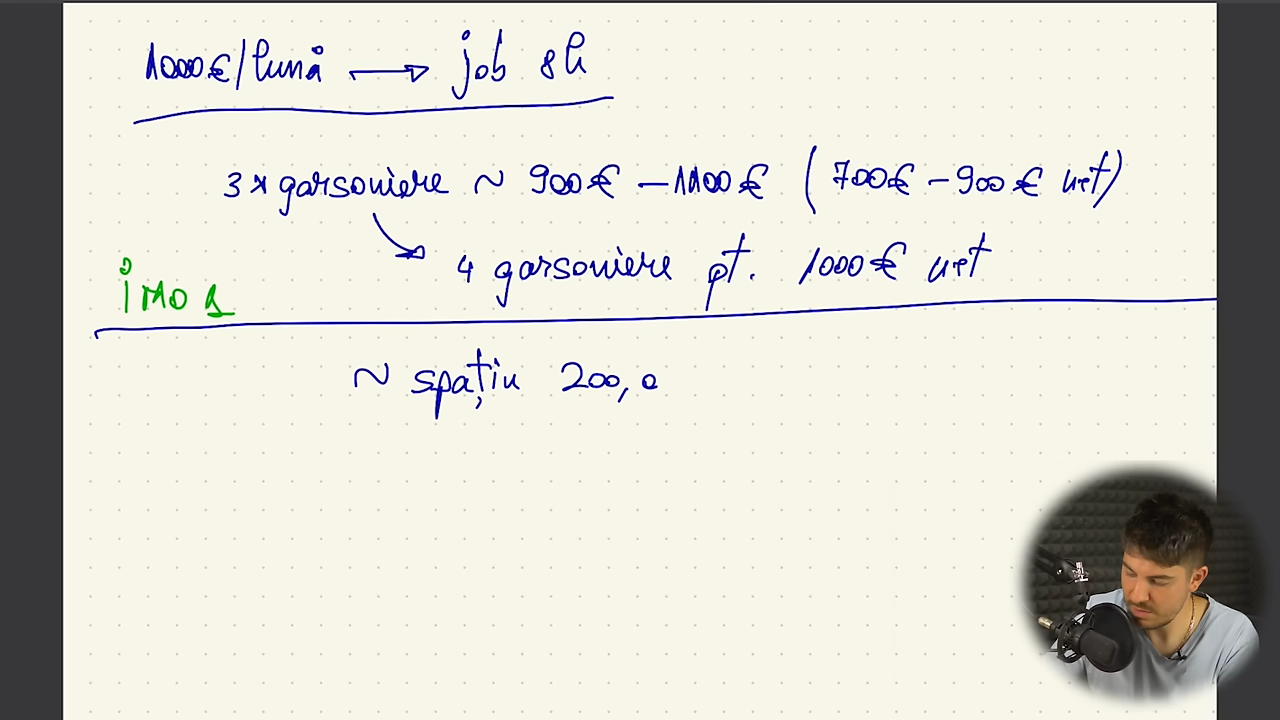 1000€/lună → job 8h
3 x garsoniere ~ 900€ – 1100€ (700€ – 900€ net)
4 garsoniere pt. 1000€ net
imo 1
~ spațiu 200,0